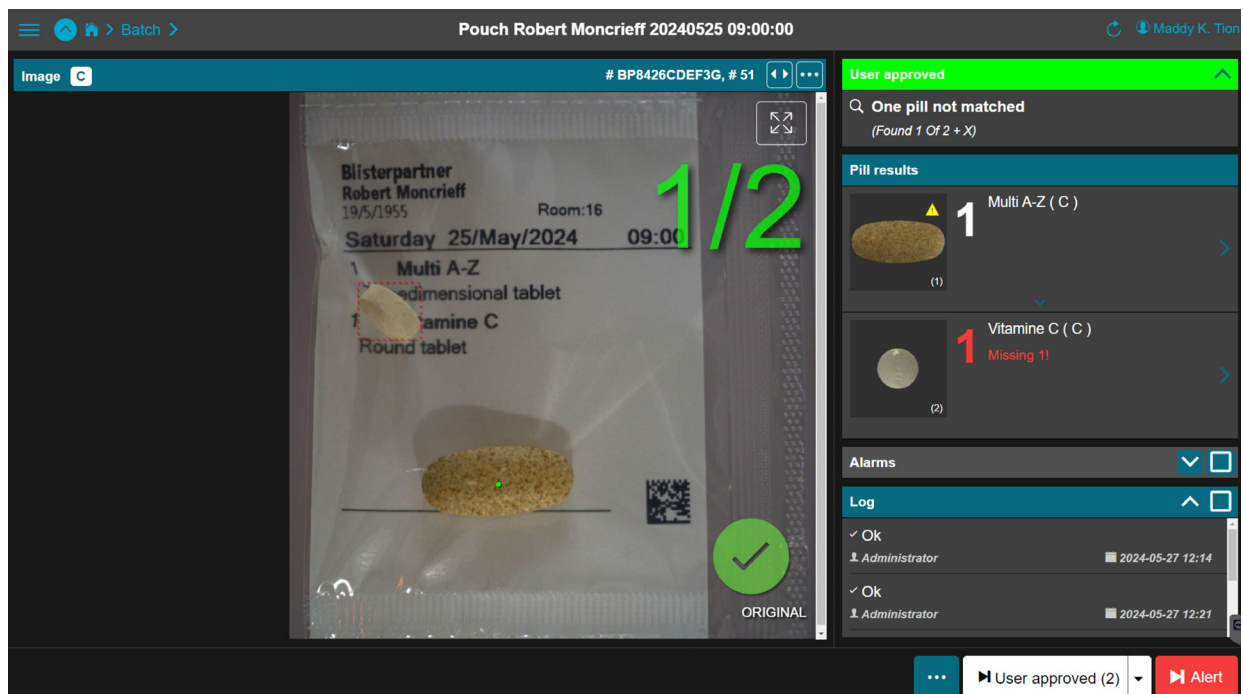 > Batch >
Pouch Robert Moncrieff 20240525 09:00:00
Maddy K. Tion
Image C
# BP8426CDEF3G, # 51
Blisterpartner
Robert Moncrieff
19/5/1955 Room:16
Saturday 25/May/2024 09:00
1 Multi A-Z
edimensional tablet
1 amine C
Round tablet
1/2
ORIGINAL
User approved
One pill not matched
(Found 1 Of 2 + X)
Pill results
1 Multi A-Z ( C )
(1)
1 Vitamine C ( C )
Missing 1!
(2)
Alarms
Log
Ok
Administrator 2024-05-27 12:14
Ok
Administrator 2024-05-27 12:21
... User approved (2) Alert